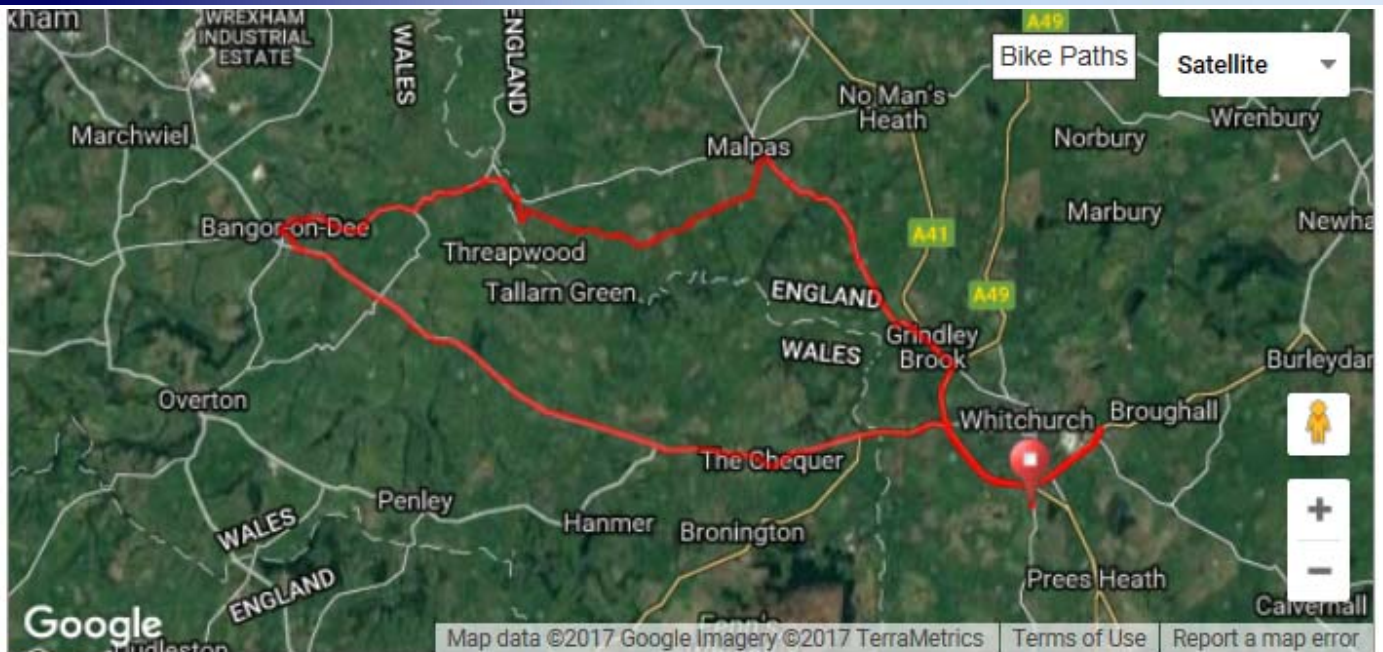 xham
WREXHAM
INDUSTRIAL
ESTATE
WALES
ENGLAND
A49
Bike Paths
Satellite
No Man's
Heath
Marchwiel
Malpas
Norbury
Wrenbury
Bangor-on-Dee
Marbury
Newha
A41
Threapwood
Tallarn Green
ENGLAND
A49
WALES
Grindley
Brook
Burleydar
Overton
Whitchurch
Broughall
The Chequer
Penley
Hanmer
Bronington
WALES
ENGLAND
Prees Heath
Calverhall
Google
Map data ©2017 Google Imagery ©2017 TerraMetrics
Terms of Use
Report a map error